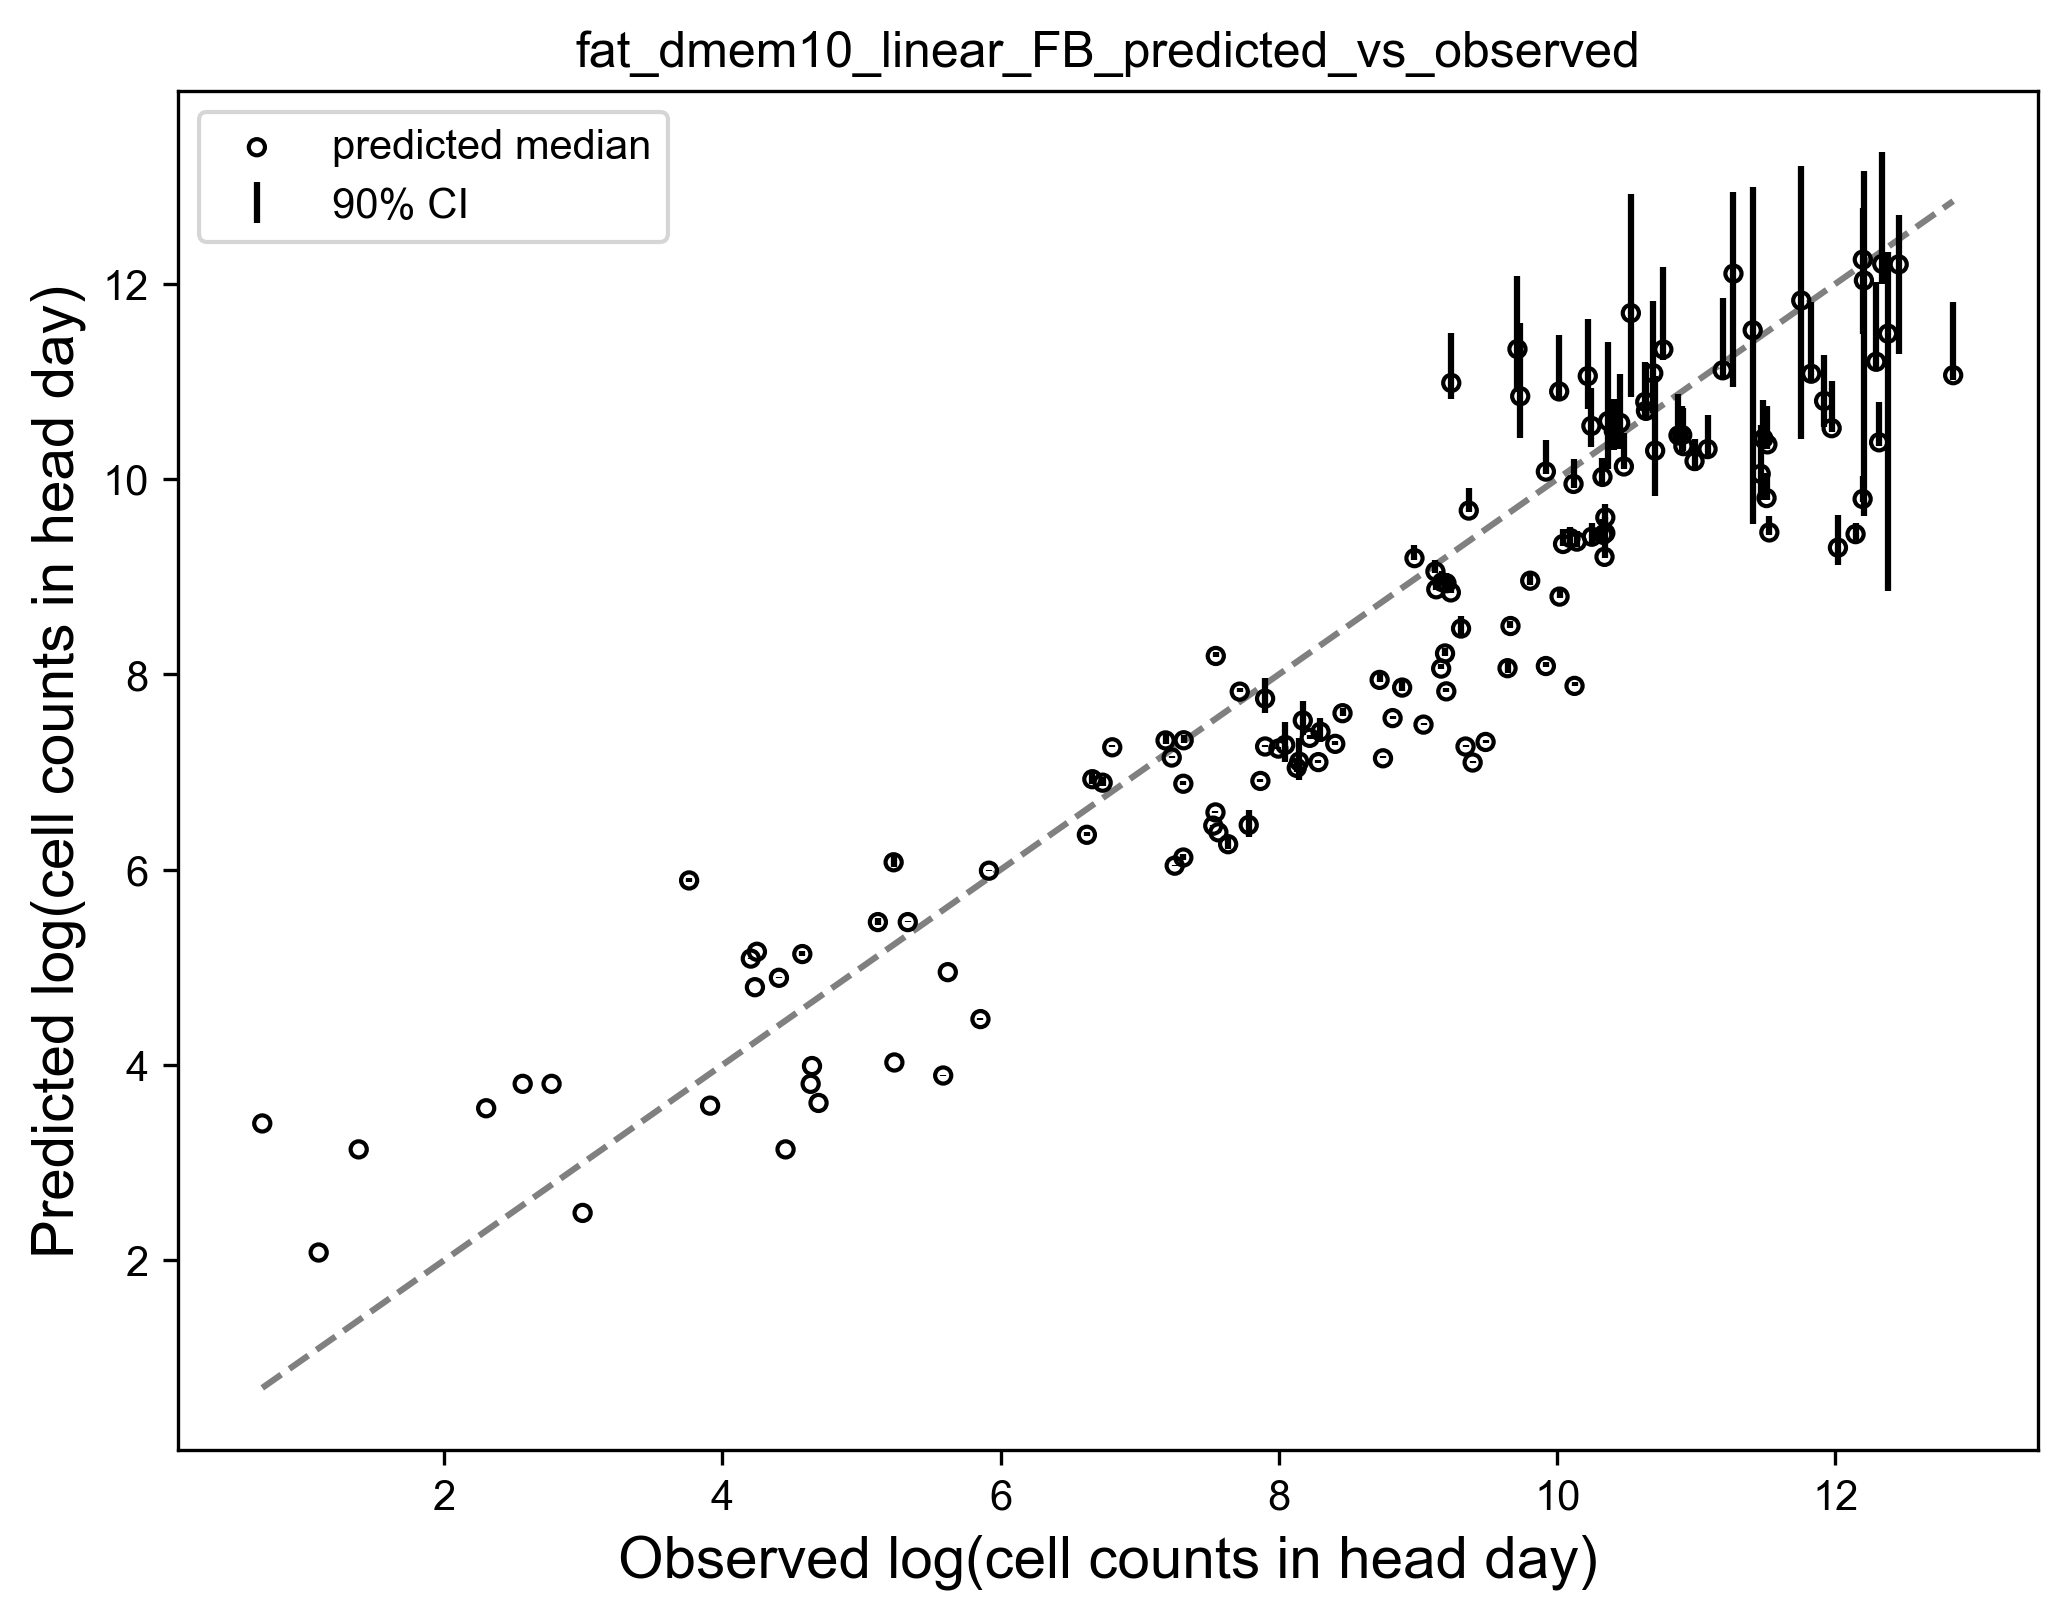 fat_dmem10_linear_FB_predicted_vs_observed
predicted median
90% CI
Predicted log(cell counts in head day)
12
10
8
6
4
2
2 4 6 8 10 12
Observed log(cell counts in head day)